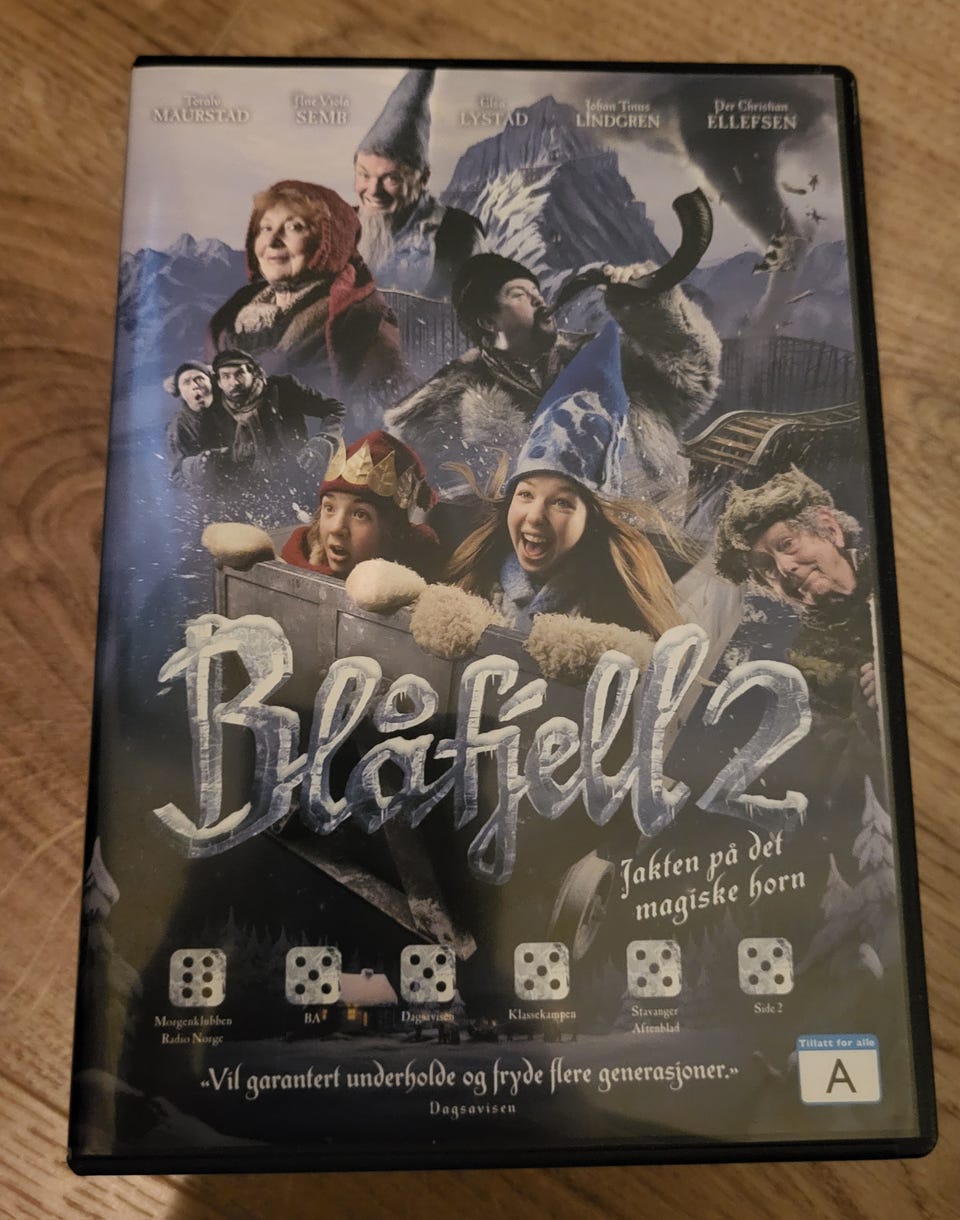 Toralv
MAURSTAD
Ane Viola
SEMB
Elsa
LYSTAD
Johan Tinus
LINDGREN
Per Christian
ELLEFSEN
Blåfjell 2
Jakten på det
magiske horn
Morgenklubben
Radio Norge
BA
Dagsavisen
Klassekampen
Stavanger
Aftenblad
Side 2
«Vil garantert underholde og fryde flere generasjoner.»
Dagsavisen
Tillatt for alle
A